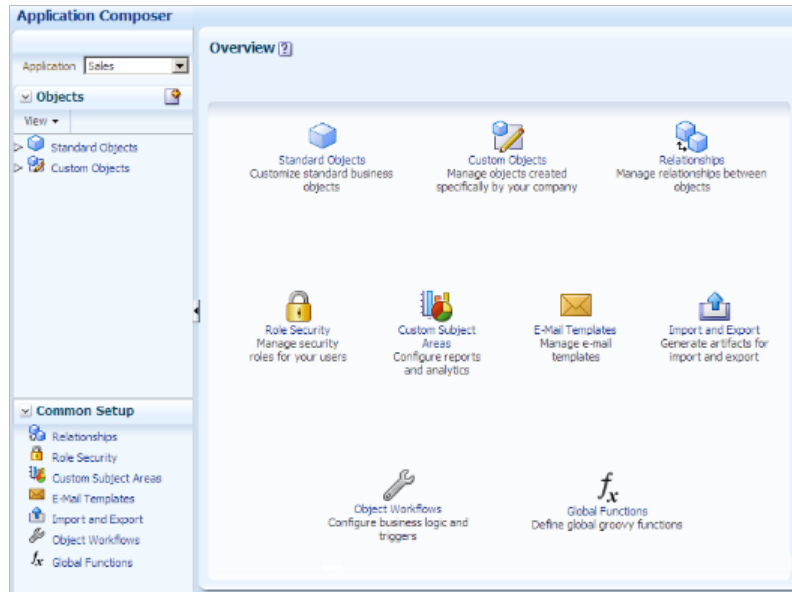 Application Composer
Application Sales
Objects
View
Standard Objects
Custom Objects
Common Setup
Relationships
Role Security
Custom Subject Areas
E-Mail Templates
Import and Export
Object Workflows
fx Global Functions
Overview ?
Standard Objects
Customize standard business
objects
Custom Objects
Manage objects created
specifically by your company
Relationships
Manage relationships between
objects
Role Security
Manage security
roles for your users
Custom Subject
Areas
Configure reports
and analytics
E-Mail Templates
Manage e-mail
templates
Import and Export
Generate artifacts for
import and export
Object Workflows
Configure business logic and
triggers
fx
Global Functions
Define global groovy functions